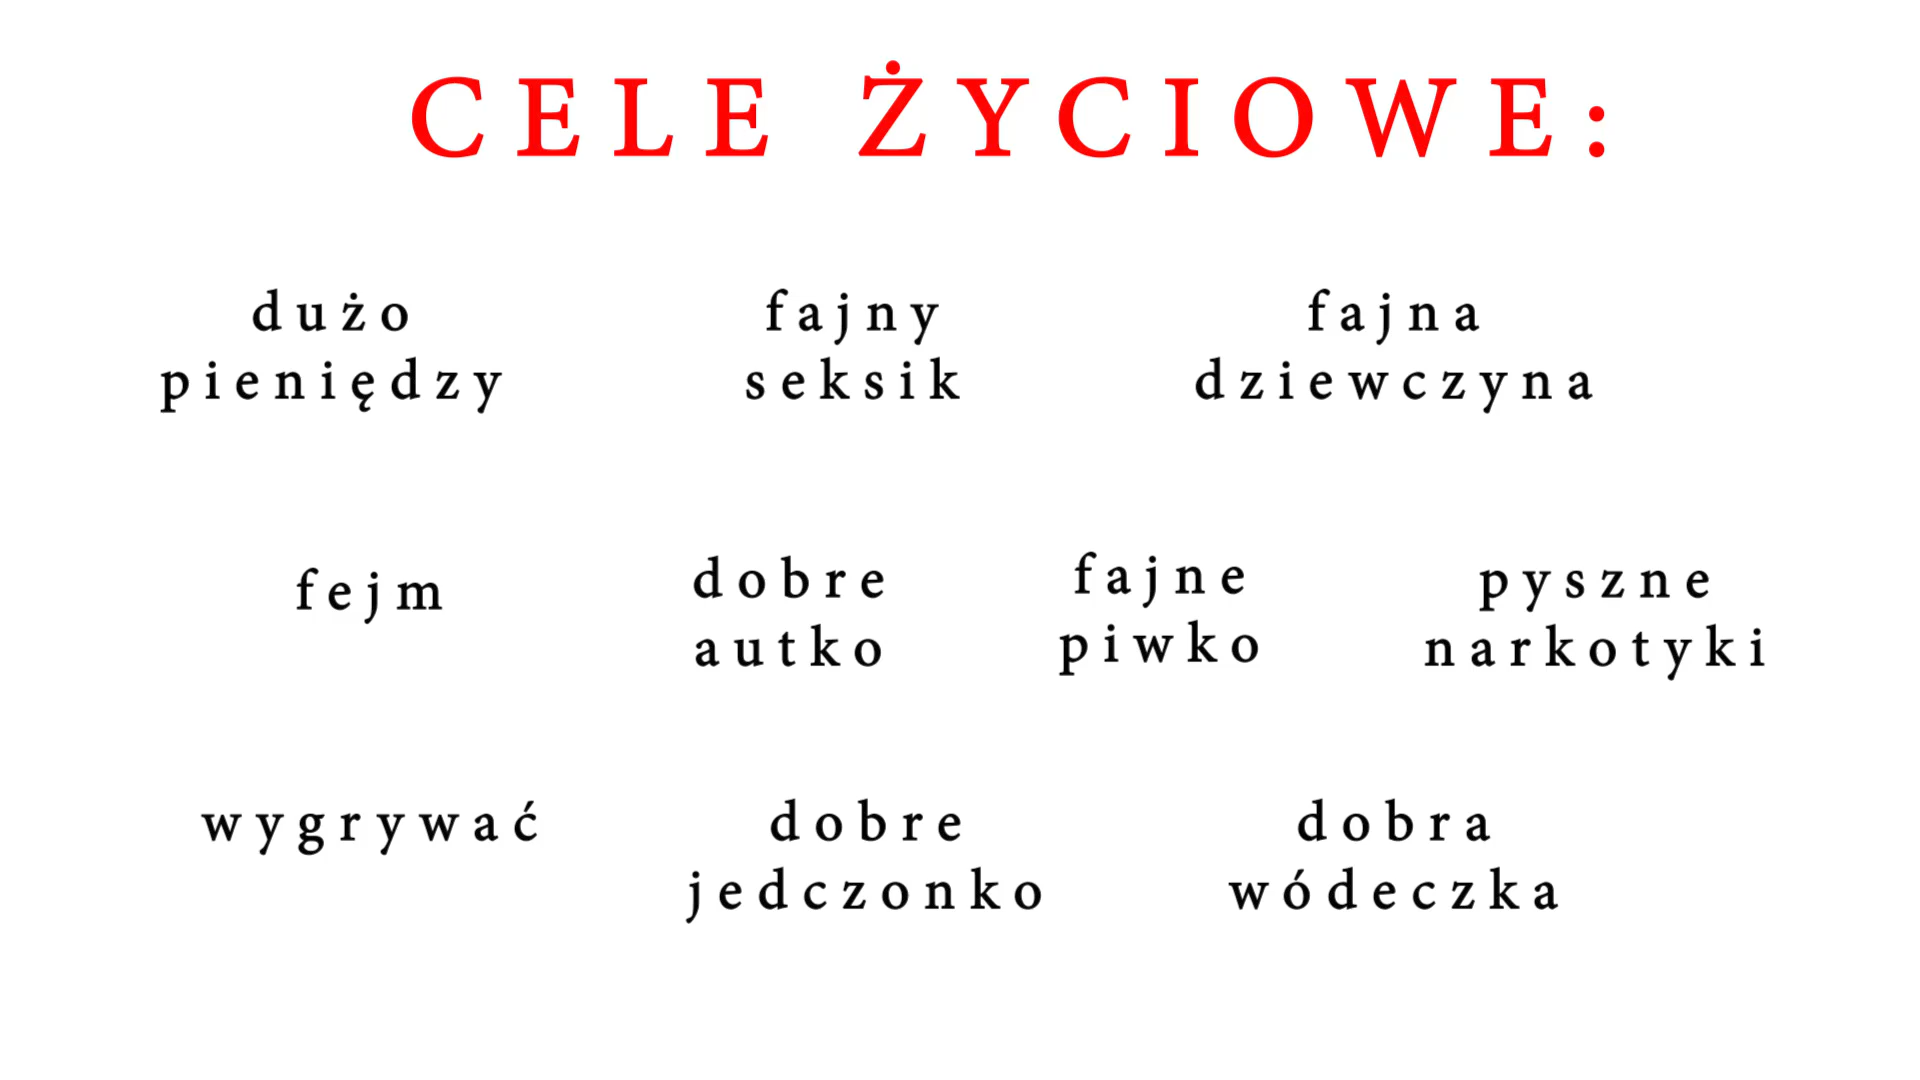 CELE ŻYCIOWE:
dużo
pieniędzy
fajny
seksik
fajna
dziewczyna
fejm
dobre
autko
fajne
piwko
pyszne
narkotyki
wygrywać
dobre
jedczonko
dobra
wódeczka